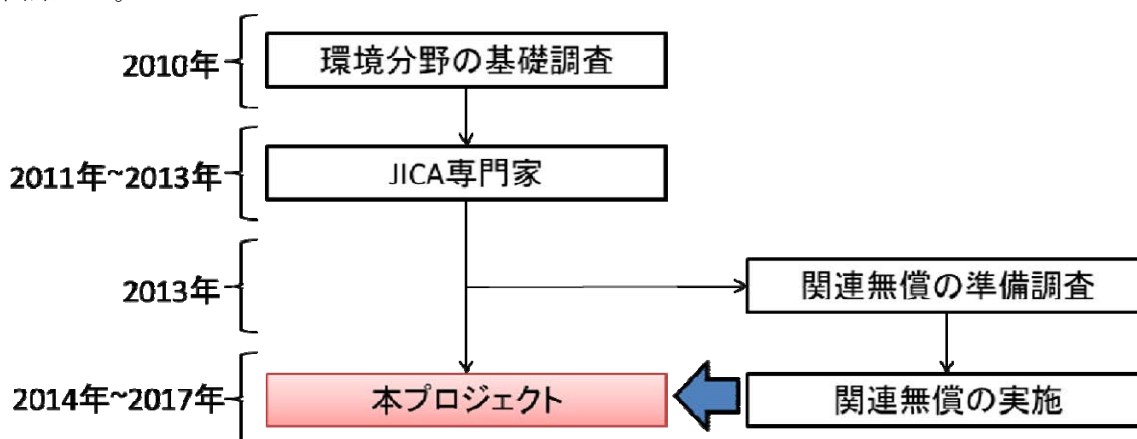 2010年
環境分野の基礎調査
2011年~2013年
JICA専門家
2013年
関連無償の準備調査
2014年~2017年
本プロジェクト
関連無償の実施